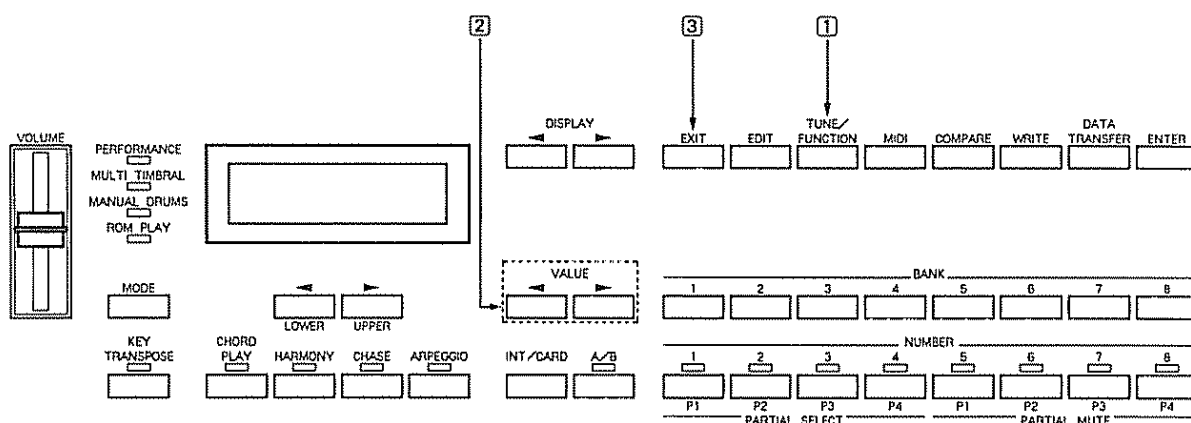 2 3 1
DISPLAY
EXIT EDIT TUNE/FUNCTION MIDI COMPARE WRITE DATA TRANSFER ENTER
VOLUME
PERFORMANCE
MULTI TIMBRAL
MANUAL DRUMS
ROM PLAY
MODE
LOWER UPPER
VALUE
BANK
1 2 3 4 5 6 7 8
KEY TRANSPOSE
CHORD PLAY HARMONY CHASE ARPEGGIO
INT/CARD A/B
NUMBER
1 2 3 4 5 6 7 8
P1 P2 P3 P4 P1 P2 P3 P4
PARTIAL SELECT PARTIAL MUTE